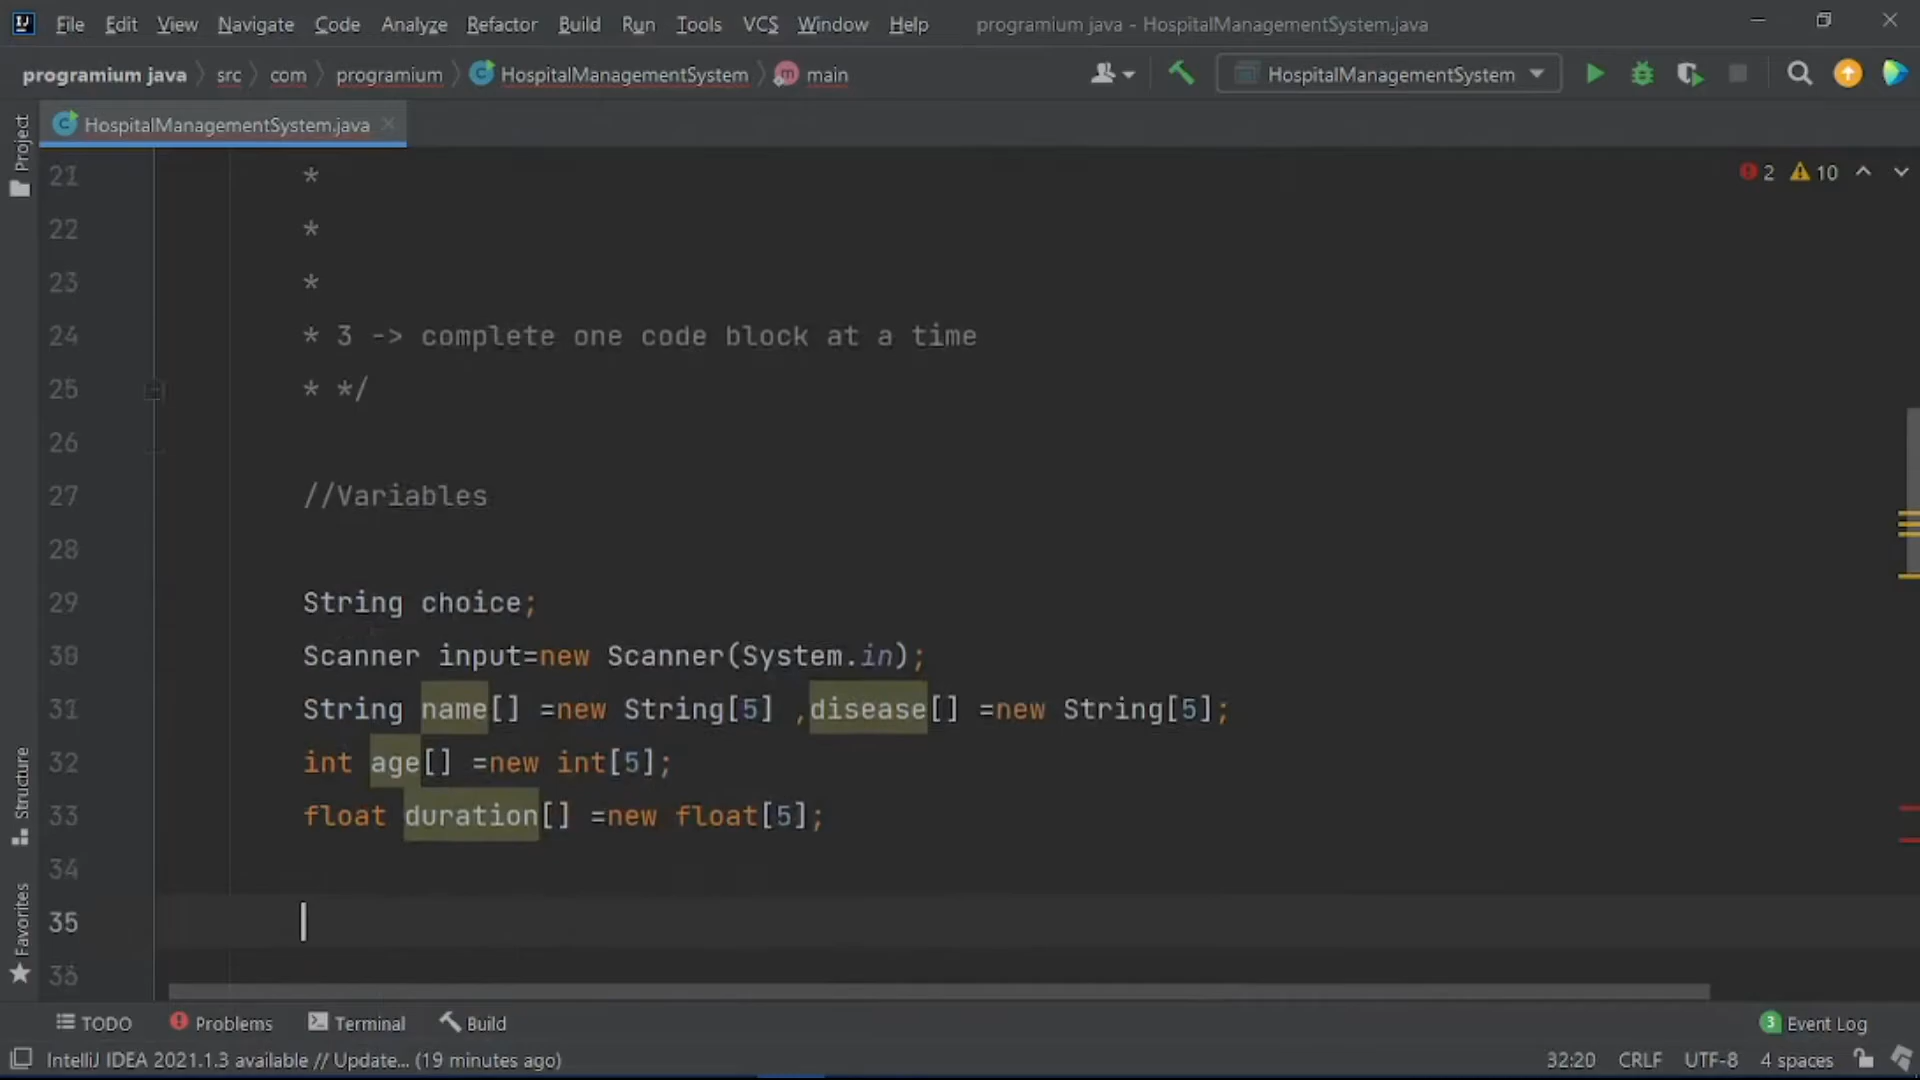 File Edit View Navigate Code Analyze Refactor Build Run Tools VCS Window Help programium java - HospitalManagementSystem.java
programium java src com programium HospitalManagementSystem main HospitalManagementSystem
HospitalManagementSystem.java
Project
Structure
Favorites
2 10
21 *
22 *
23 *
24 * 3 -> complete one code block at a time
25 * */
26
27 //Variables
28
29 String choice;
30 Scanner input=new Scanner(System.in);
31 String name[] =new String[5] ,disease[] =new String[5];
32 int age[] =new int[5];
33 float duration[] =new float[5];
34
35
36
TODO Problems Terminal Build 3 Event Log
IntelliJ IDEA 2021.1.3 available // Update... (19 minutes ago) 32:20 CRLF UTF-8 4 spaces